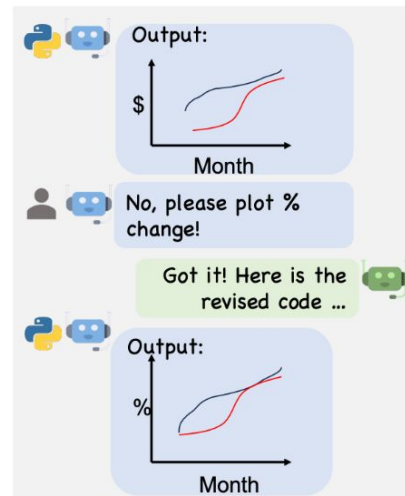 Output:
$
Month
No, please plot %
change!
Got it! Here is the
revised code ...
Output:
%
Month